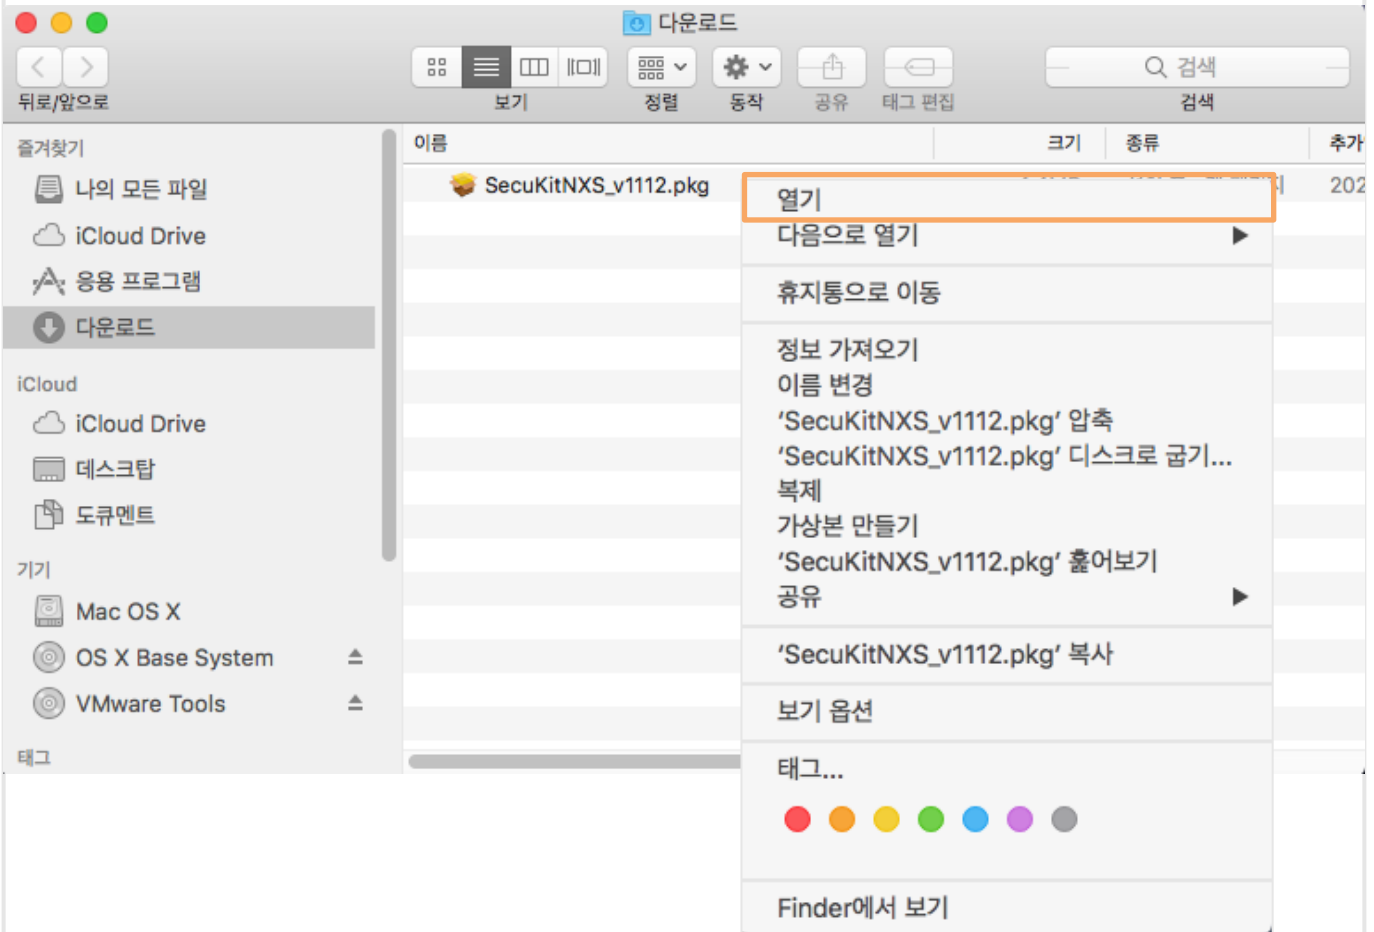 다운로드
뒤로/앞으로
보기
정렬
동작
공유
태그 편집
검색
검색
즐겨찾기
나의 모든 파일
iCloud Drive
응용 프로그램
다운로드
iCloud
iCloud Drive
데스크탑
도큐멘트
기기
Mac OS X
OS X Base System
VMware Tools
태그
이름
크기
종류
추가
SecuKitNXS_v1112.pkg
202
열기
다음으로 열기
휴지통으로 이동
정보 가져오기
이름 변경
‘SecuKitNXS_v1112.pkg’ 압축
‘SecuKitNXS_v1112.pkg’ 디스크로 굽기...
복제
가상본 만들기
‘SecuKitNXS_v1112.pkg’ 훑어보기
공유
‘SecuKitNXS_v1112.pkg’ 복사
보기 옵션
태그...
Finder에서 보기